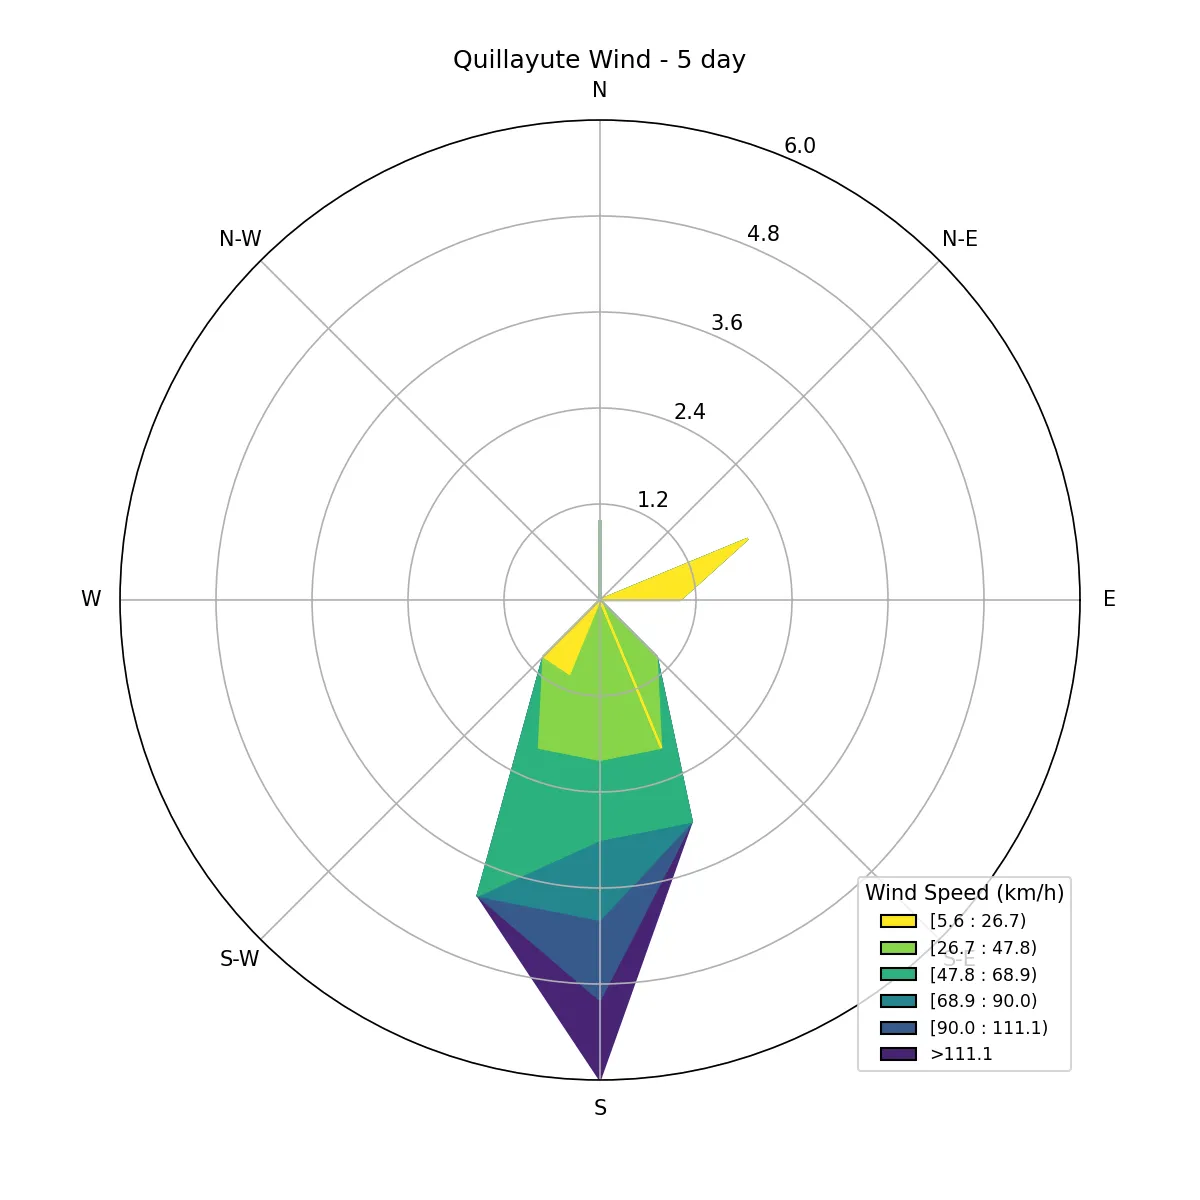 Quillayute Wind - 5 day
N
6.0
N-W
4.8
N-E
3.6
2.4
1.2
W
E
Wind Speed (km/h)
[5.6 : 26.7)
[26.7 : 47.8)
S-W
S-E
[47.8 : 68.9)
[68.9 : 90.0)
[90.0 : 111.1)
>111.1
S